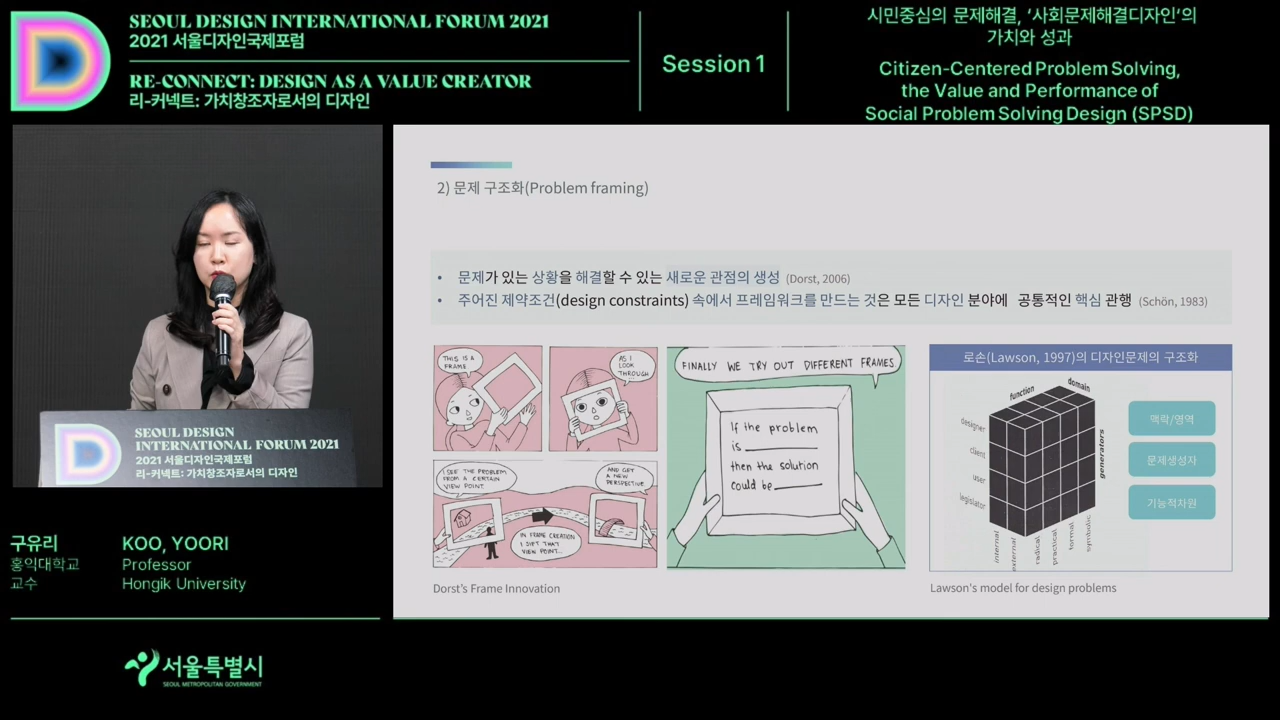 SEOUL DESIGN INTERNATIONAL FORUM 2021
2021 서울디자인국제포럼
RE-CONNECT: DESIGN AS A VALUE CREATOR
리-커넥트: 가치창조자로서의 디자인
Session 1
시민중심의 문제해결, ‘사회문제해결디자인‘의
가치와 성과
Citizen-Centered Problem Solving,
the Value and Performance of
Social Problem Solving Design (SPSD)
SEOUL DESIGN
INTERNATIONAL FORUM 2021
2021 서울디자인국제포럼
리-커넥트: 가치창조자로서의 디자인
구유리
홍익대학교
교수
KOO, YOORI
Professor
Hongik University
서울특별시
SEOUL METROPOLITAN GOVERNMENT
2) 문제 구조화(Problem framing)
• 문제가 있는 상황을 해결할 수 있는 새로운 관점의 생성 (Dorst, 2006)
• 주어진 제약조건(design constraints) 속에서 프레임워크를 만드는 것은 모든 디자인 분야에 공통적인 핵심 관행 (Schön, 1983)
THIS IS A
FRAME
AS I
LOOK
THROUGH
I SEE THE PROBLEM
FROM A CERTAIN
VIEW POINT
AND GET
A NEW
PERSPECTIVE
IN FRAME CREATION
I SIFT THAT
VIEW POINT...
FINALLY WE TRY OUT DIFFERENT FRAMES
If the problem
is ________
then the solution
could be ________
Dorst's Frame Innovation
로손(Lawson, 1997)의 디자인문제의 구조화
function
domain
designer
client
user
legislator
generators
internal
external
radical
practical
formal
symbolic
맥락/영역
문제생성자
기능적차원
Lawson's model for design problems